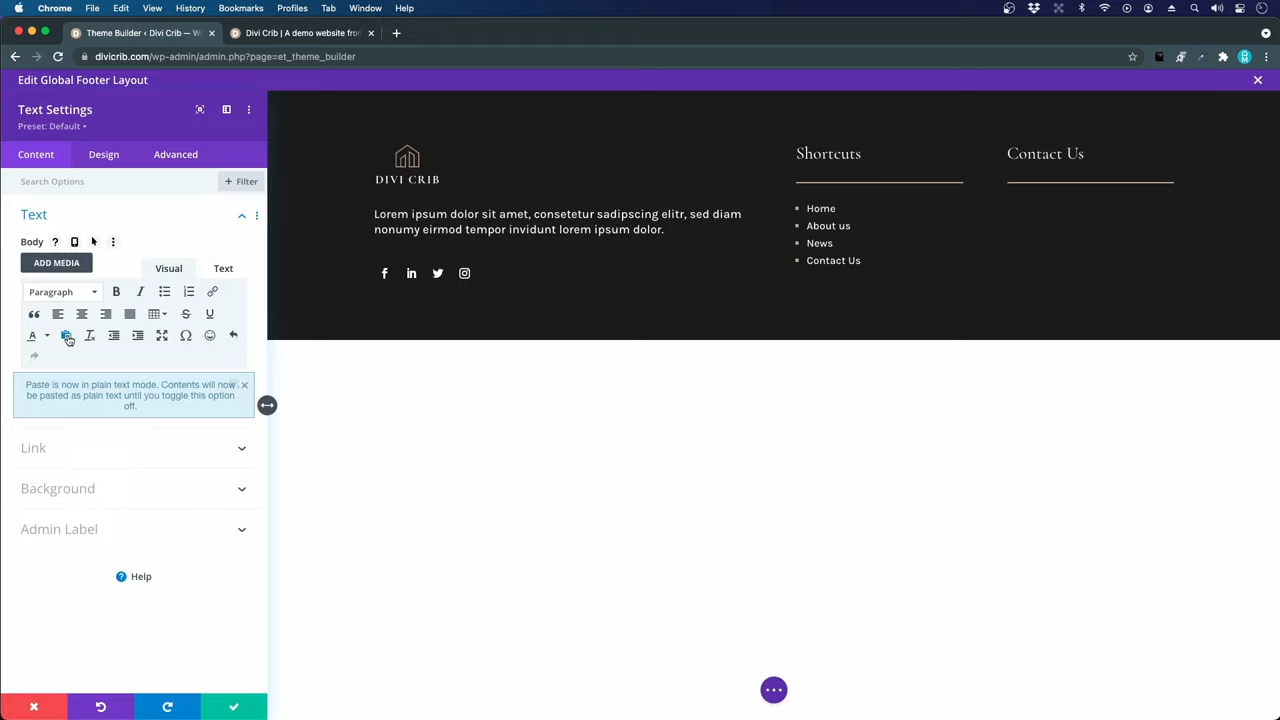 Chrome File Edit View History Bookmarks Profiles Tab Window Help
Theme Builder ‹ Divi Crib — W
Divi Crib | A demo website from
divicrib.com/wp-admin/admin.php?page=et_theme_builder
Edit Global Footer Layout
Text Settings
Preset: Default
Content Design Advanced
Search Options
+ Filter
Text
Body
ADD MEDIA
Visual Text
Paragraph
Paste is now in plain text mode. Contents will now
be pasted as plain text until you toggle this option
off.
Link
Background
Admin Label
Help
DIVI CRIB
Lorem ipsum dolor sit amet, consetetur sadipscing elitr, sed diam
nonumy eirmod tempor invidunt lorem ipsum dolor.
Shortcuts
Home
About us
News
Contact Us
Contact Us